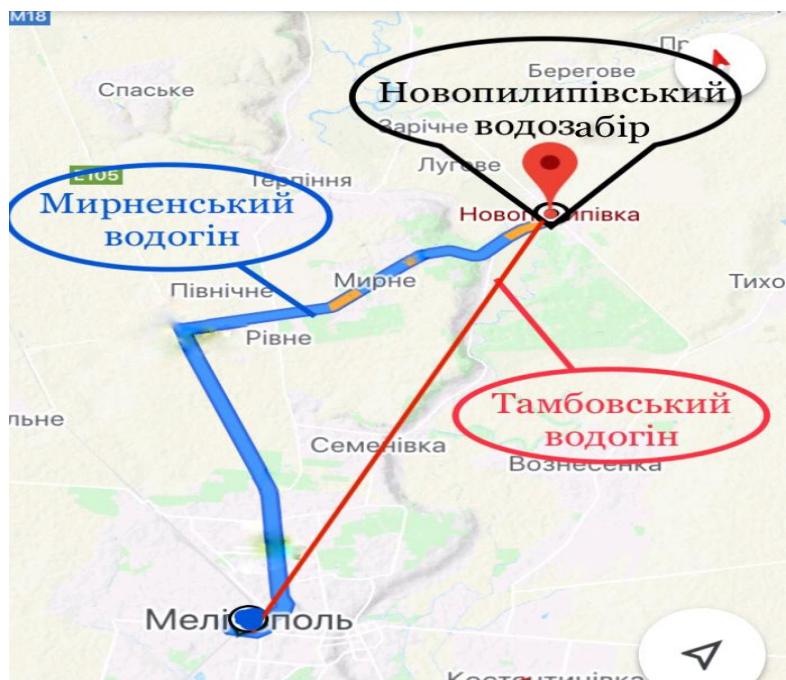 M18
Спаське
Берегове
Новопилипівський
водозабір
Зарічне
Лугове
E105
Терпіння
Мирненський
водогін
Новопилипівка
Північне
Мирне
Тихо
Рівне
льне
Тамбовський
водогін
Семенівка
Вознесенка
Мелітополь
Костянтинівка